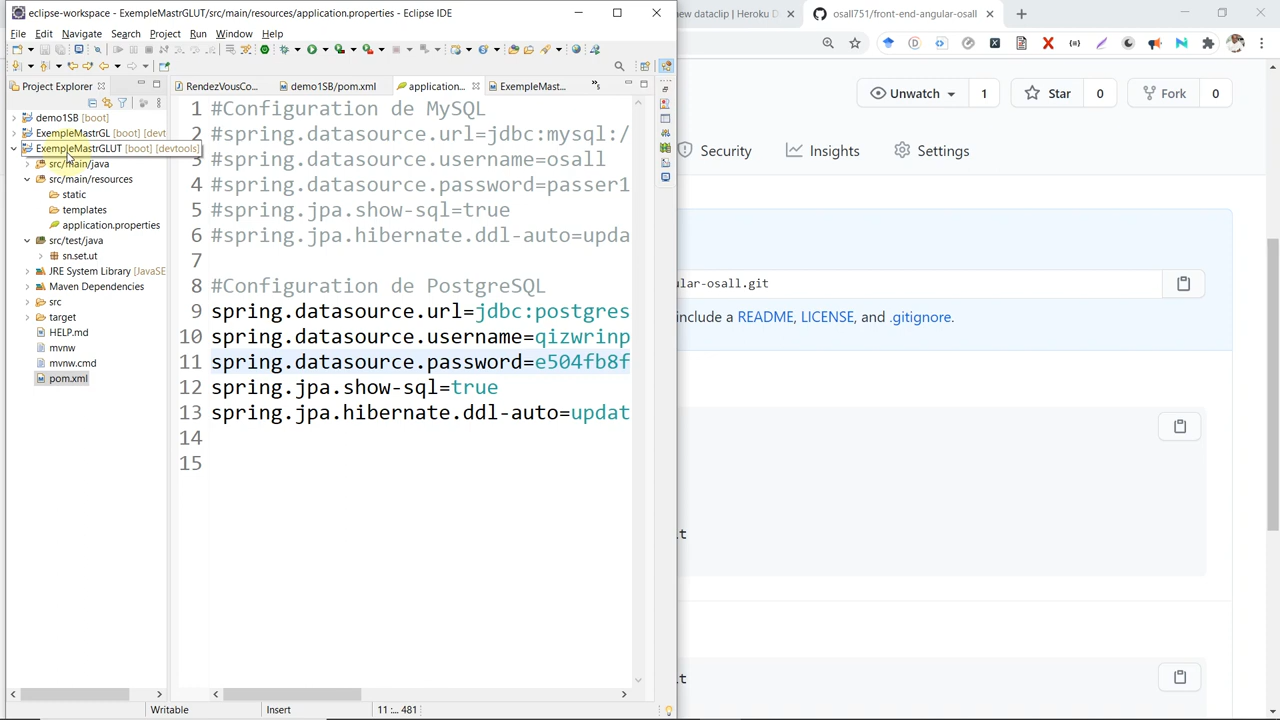 eclipse-workspace - ExempleMastrGLUT/src/main/resources/application.properties - Eclipse IDE
File Edit Navigate Search Project Run Window Help
Project Explorer
RendezVousCo... demo1SB/pom.xml application... ExempleMast...
demo1SB [boot]
ExempleMastrGL [boot] [devt
ExempleMastrGLUT [boot] [devtools]
src/main/java
src/main/resources
static
templates
application.properties
src/test/java
sn.set.ut
JRE System Library [JavaSE
Maven Dependencies
src
target
HELP.md
mvnw
mvnw.cmd
pom.xml
1 #Configuration de MySQL
2 #spring.datasource.url=jdbc:mysql:/
3 #spring.datasource.username=osall
4 #spring.datasource.password=passer1
5 #spring.jpa.show-sql=true
6 #spring.jpa.hibernate.ddl-auto=upda
7
8 #Configuration de PostgreSQL
9 spring.datasource.url=jdbc:postgres
10 spring.datasource.username=qizwrinp
11 spring.datasource.password=e504fb8f
12 spring.jpa.show-sql=true
13 spring.jpa.hibernate.ddl-auto=updat
14
15
Writable Insert 11 :... 481
new dataclip | Heroku D osall751/front-end-angular-osall
Unwatch 1 Star 0 Fork 0
Security Insights Settings
ular-osall.git
include a README, LICENSE, and .gitignore.
.t
.t